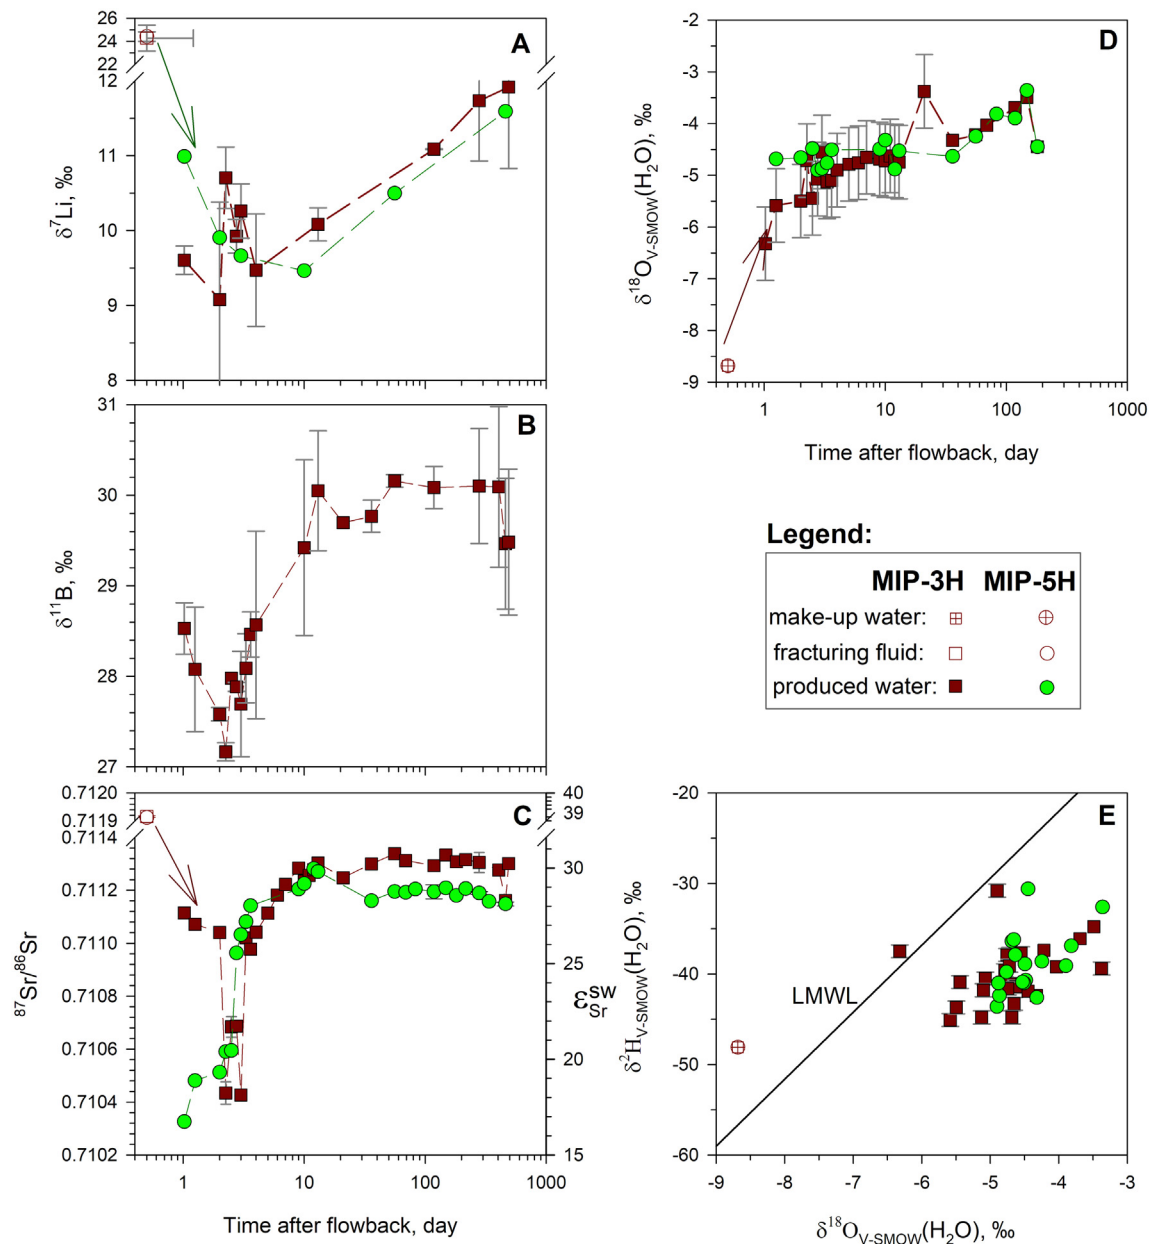 A
26
24
22
12
11
10
9
8
δ⁷Li, ‰
B
31
30
29
28
27
δ¹¹B, ‰
C
0.7120
0.7119
0.7114
0.7112
0.7110
0.7108
0.7106
0.7104
0.7102
⁸⁷Sr/⁸⁶Sr
40
39
30
25
20
15
ε_Sr^SW
1 10 100 1000
Time after flowback, day
D
-2
-3
-4
-5
-6
-7
-8
-9
δ¹⁸O_V-SMOW(H₂O), ‰
1 10 100 1000
Time after flowback, day
Legend:
MIP-3H MIP-5H
make-up water:
fracturing fluid:
produced water:
E
-20
-30
-40
-50
-60
δ²H_V-SMOW(H₂O), ‰
LMWL
-9 -8 -7 -6 -5 -4 -3
δ¹⁸O_V-SMOW(H₂O), ‰